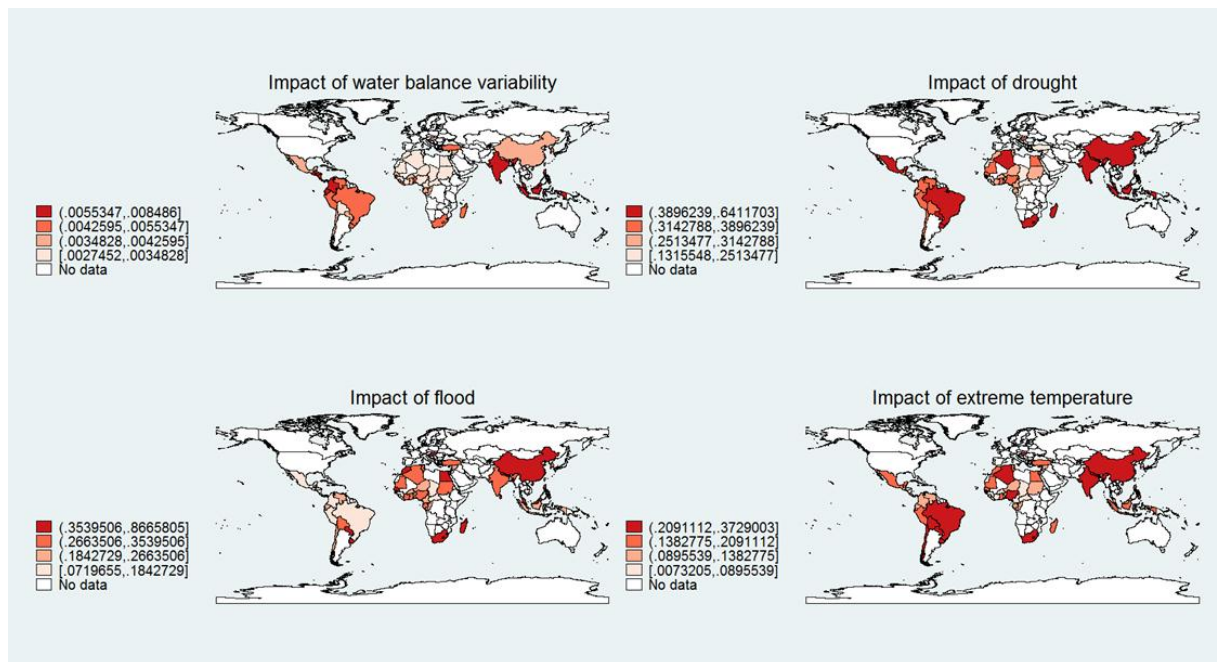 Impact of water balance variability
(.0055347,.008486]
(.0042595,.0055347]
(.0034828,.0042595]
[.0027452,.0034828]
No data
Impact of drought
(.3896239,.6411703]
(.3142788,.3896239]
(.2513477,.3142788]
[.1315548,.2513477]
No data
Impact of flood
(.3539506,.8665805]
(.2663506,.3539506]
(.1842729,.2663506]
[.0719655,.1842729]
No data
Impact of extreme temperature
(.2091112,.3729003]
(.1382775,.2091112]
(.0895539,.1382775]
[.0073205,.0895539]
No data